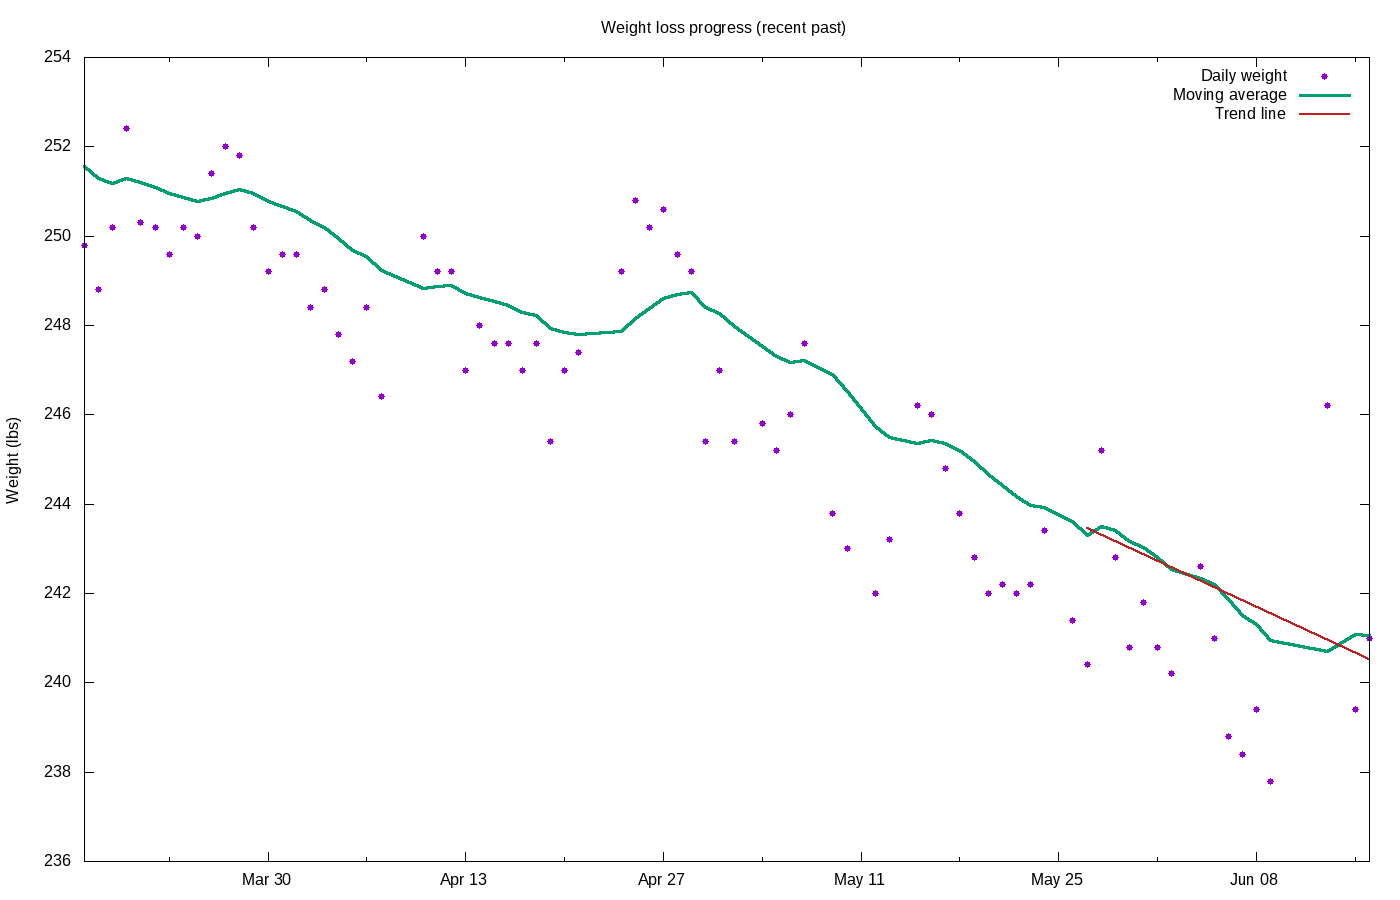 Weight loss progress (recent past)
Daily weight
Moving average
Trend line
Weight (lbs)
254
252
250
248
246
244
242
240
238
236
Mar 30
Apr 13
Apr 27
May 11
May 25
Jun 08